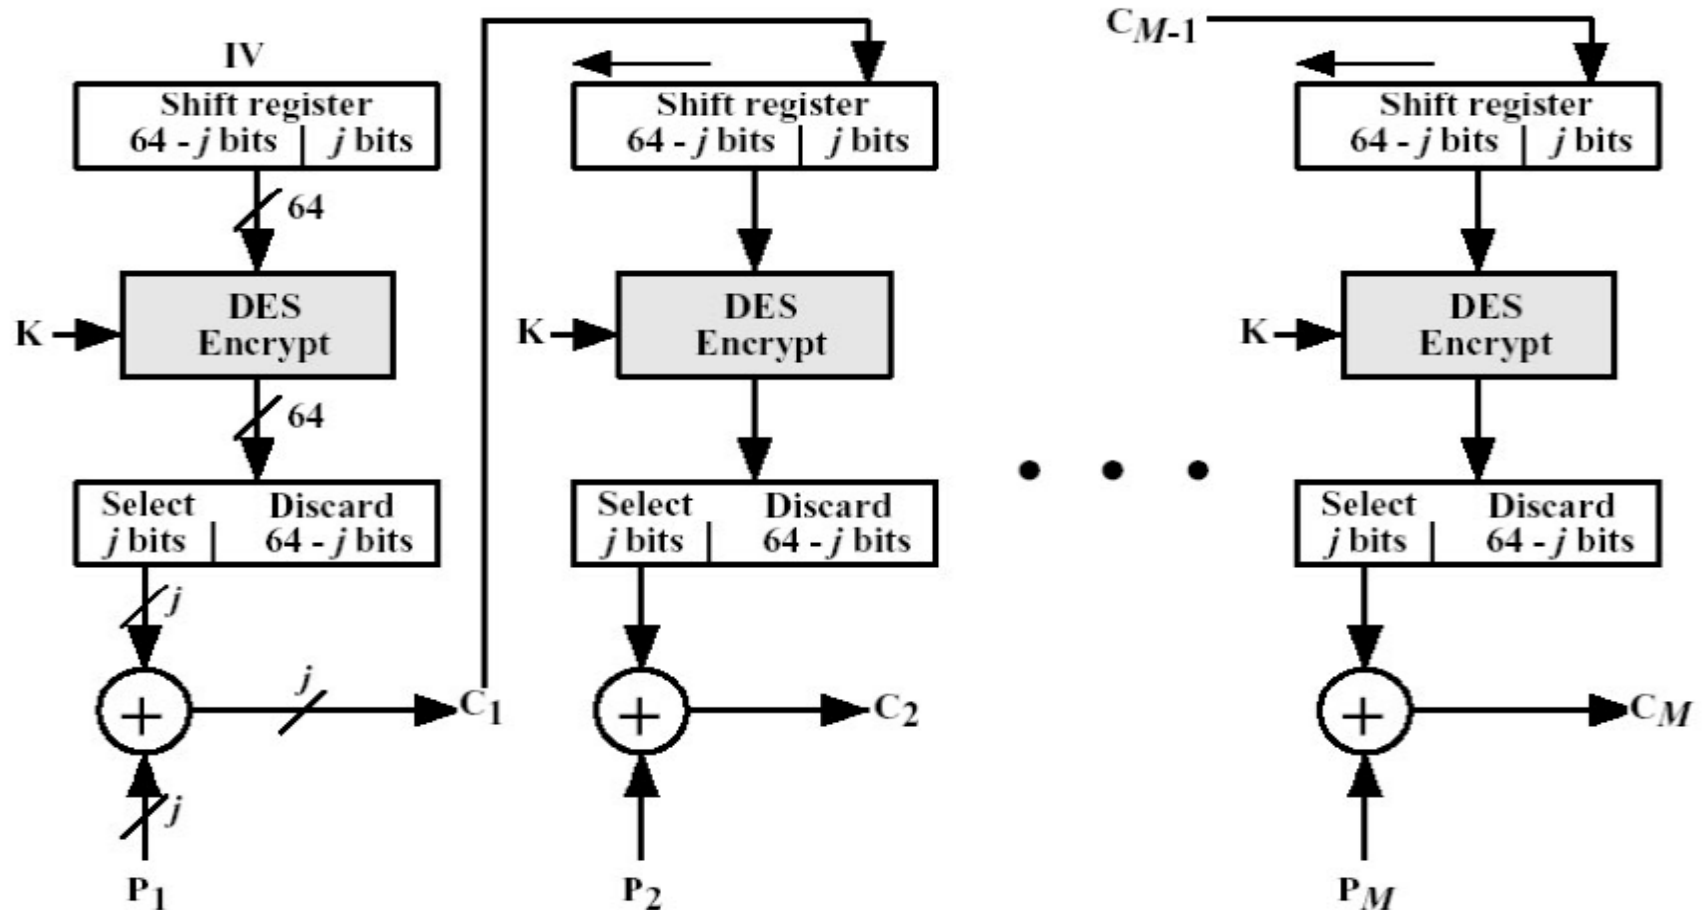 IV
Shift register
64 - j bits | j bits
64
K
DES
Encrypt
64
Select Discard
j bits | 64 - j bits
j
+
j
C1
j
P1
Shift register
64 - j bits | j bits
K
DES
Encrypt
Select Discard
j bits | 64 - j bits
+
C2
P2
• • •
CM-1
Shift register
64 - j bits | j bits
K
DES
Encrypt
Select Discard
j bits | 64 - j bits
+
CM
PM